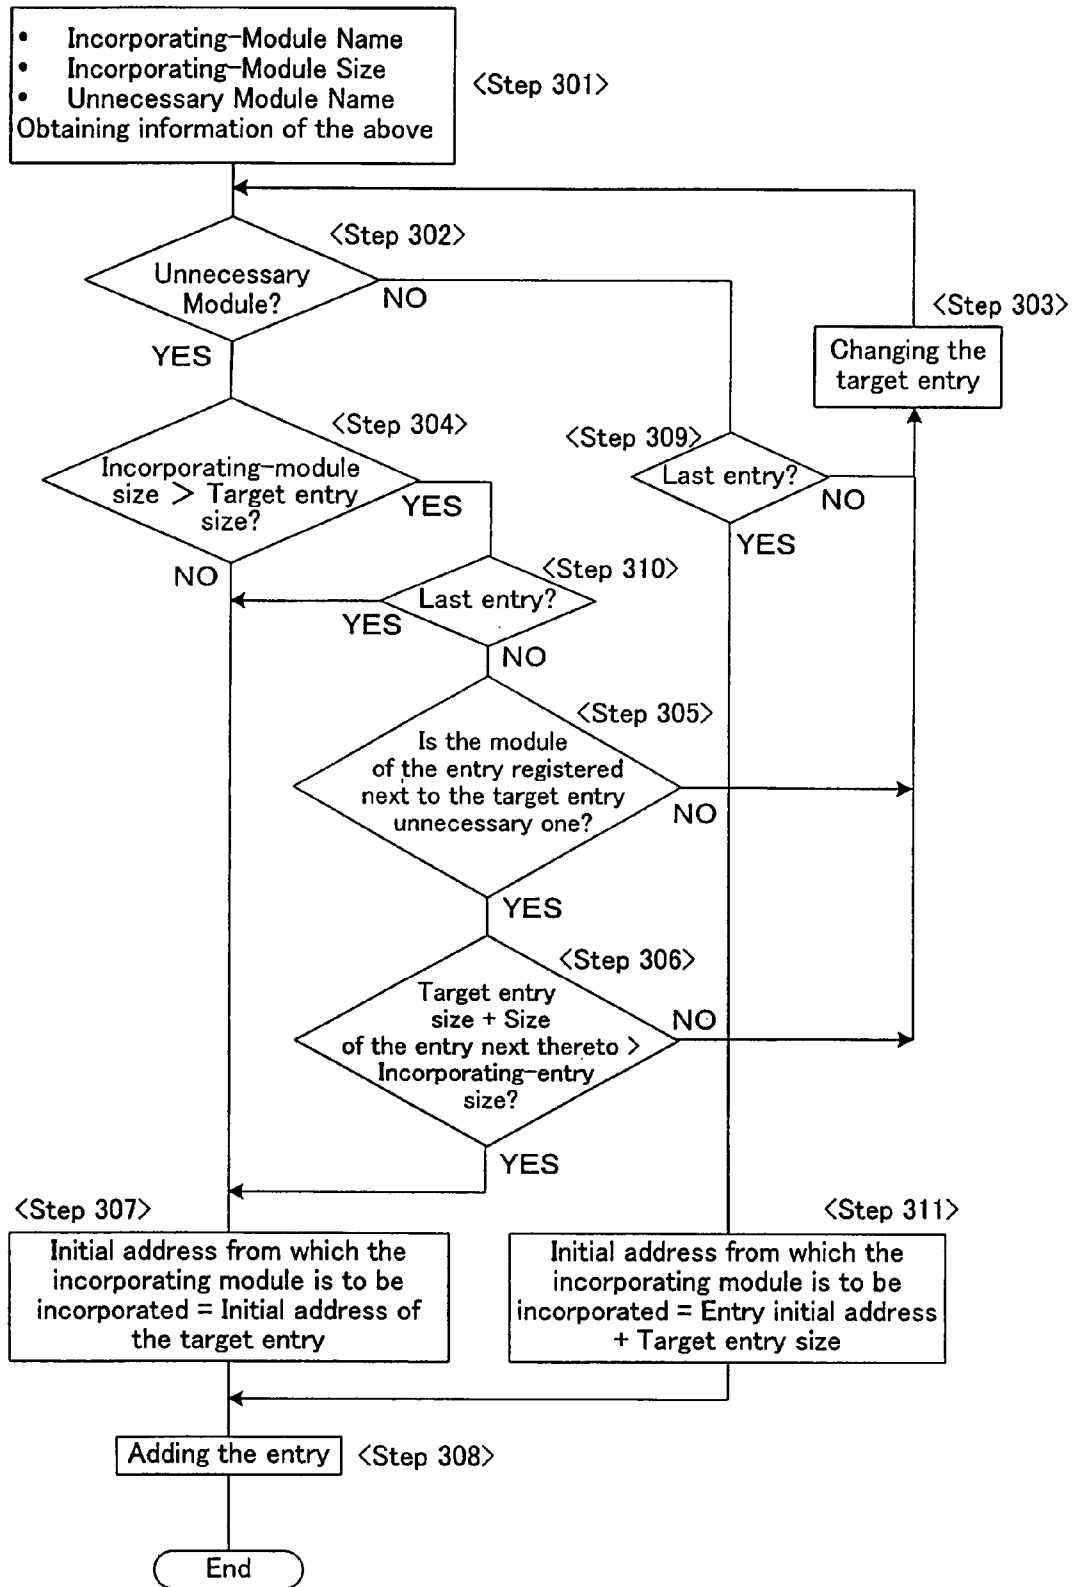 • Incorporating-Module Name
• Incorporating-Module Size
• Unnecessary Module Name
Obtaining information of the above
<Step 301>
<Step 302>
Unnecessary
Module?
NO
YES
<Step 303>
Changing the
target entry
<Step 304>
Incorporating-module
size > Target entry
size?
YES
NO
<Step 309>
Last entry?
NO
YES
<Step 310>
Last entry?
YES
NO
<Step 305>
Is the module
of the entry registered
next to the target entry
unnecessary one?
NO
YES
<Step 306>
Target entry
size + Size
of the entry next thereto >
Incorporating-entry
size?
NO
YES
<Step 307>
Initial address from which the
incorporating module is to be
incorporated = Initial address of
the target entry
<Step 311>
Initial address from which the
incorporating module is to be
incorporated = Entry initial address
+ Target entry size
Adding the entry
<Step 308>
End